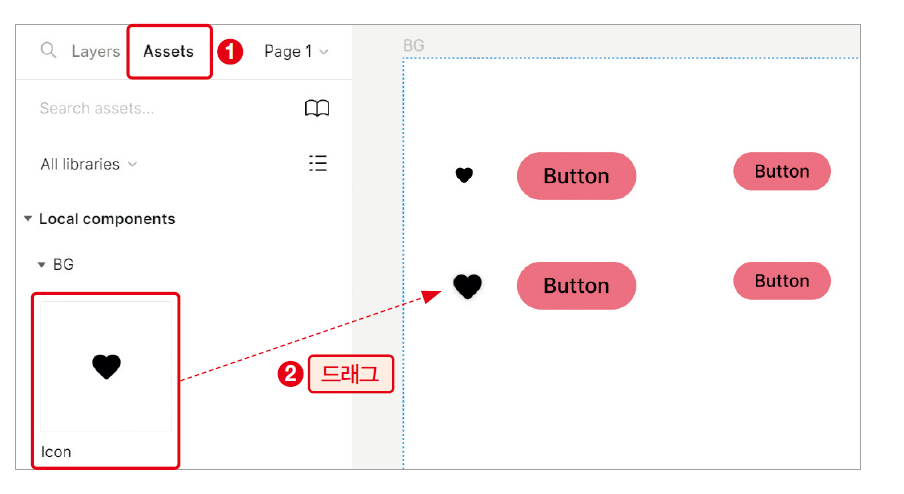 Layers Assets 1 Page 1
Search assets...
All libraries
Local components
BG
Icon
2 드래그
BG
Button Button
Button Button